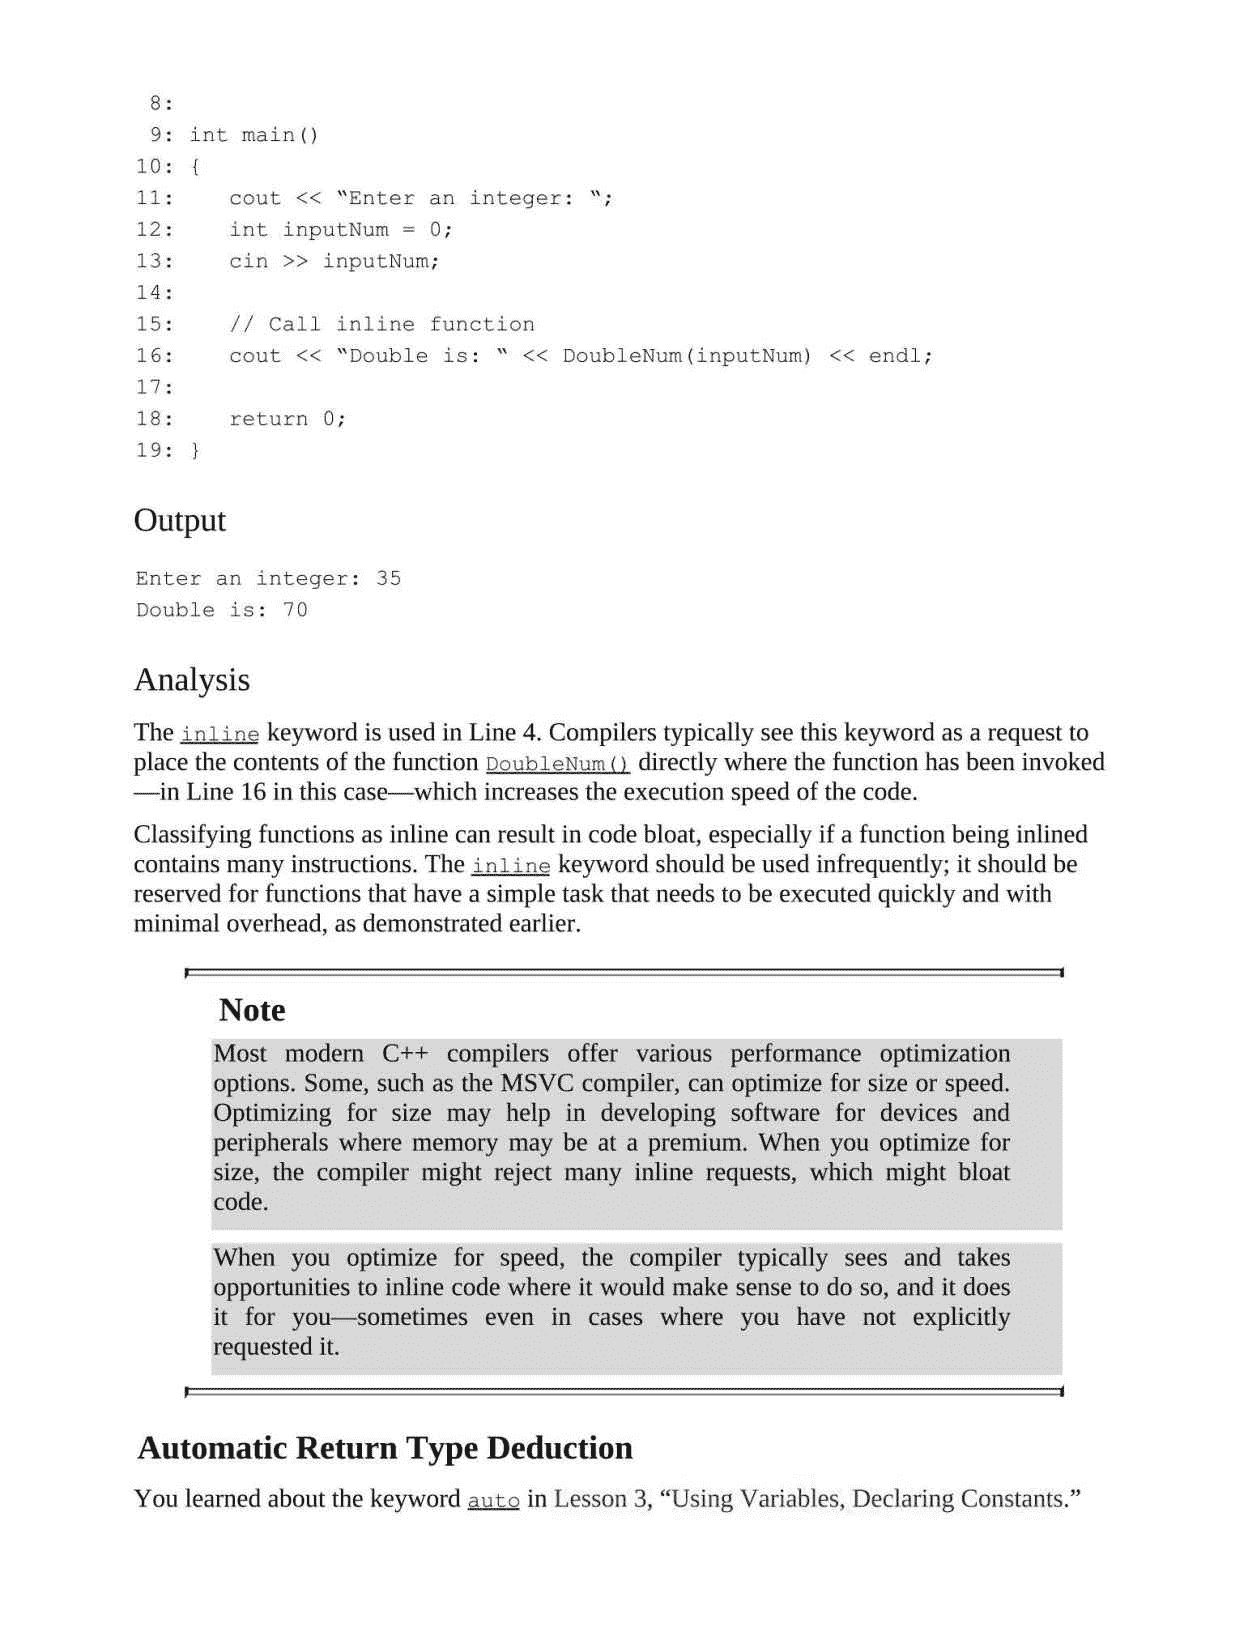 8:
9: int main()
10: {
11:    cout << “Enter an integer: “;
12:    int inputNum = 0;
13:    cin >> inputNum;
14:
15:    // Call inline function
16:    cout << “Double is: “ << DoubleNum(inputNum) << endl;
17:
18:    return 0;
19: }
Output
Enter an integer: 35
Double is: 70
Analysis
The inline keyword is used in Line 4. Compilers typically see this keyword as a request to
place the contents of the function DoubleNum() directly where the function has been invoked
—in Line 16 in this case—which increases the execution speed of the code.
Classifying functions as inline can result in code bloat, especially if a function being inlined
contains many instructions. The inline keyword should be used infrequently; it should be
reserved for functions that have a simple task that needs to be executed quickly and with
minimal overhead, as demonstrated earlier.
Note
Most modern C++ compilers offer various performance optimization
options. Some, such as the MSVC compiler, can optimize for size or speed.
Optimizing for size may help in developing software for devices and
peripherals where memory may be at a premium. When you optimize for
size, the compiler might reject many inline requests, which might bloat
code.
When you optimize for speed, the compiler typically sees and takes
opportunities to inline code where it would make sense to do so, and it does
it for you—sometimes even in cases where you have not explicitly
requested it.
Automatic Return Type Deduction
You learned about the keyword auto in Lesson 3, “Using Variables, Declaring Constants.”